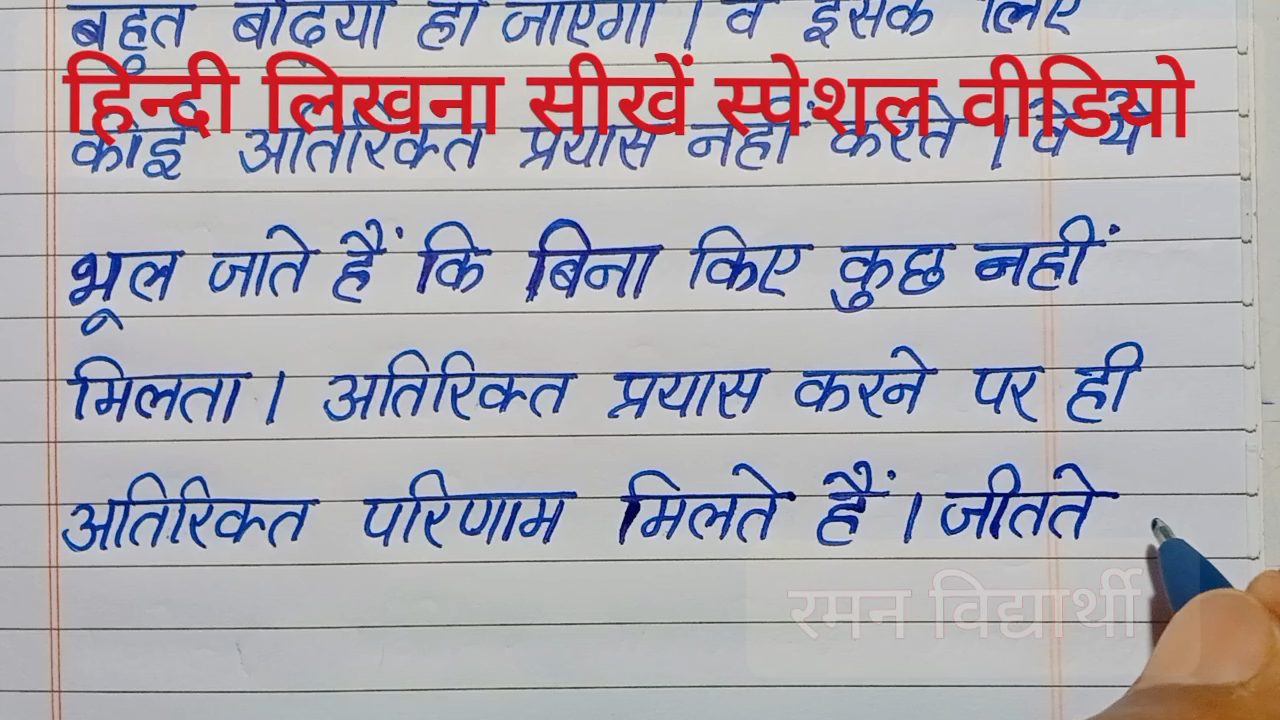 बहुत बढ़िया हो जाएगा । वे इसके लिए
हिन्दी लिखना सीखें स्पेशल वीडियो
कोई अतिरिक्त प्रयास नहीं करते । वे ये
भूल जाते हैं कि बिना किए कुछ नहीं
मिलता । अतिरिक्त प्रयास करने पर ही
अतिरिक्त परिणाम मिलते हैं । जीतते
रमन विद्यार्थी